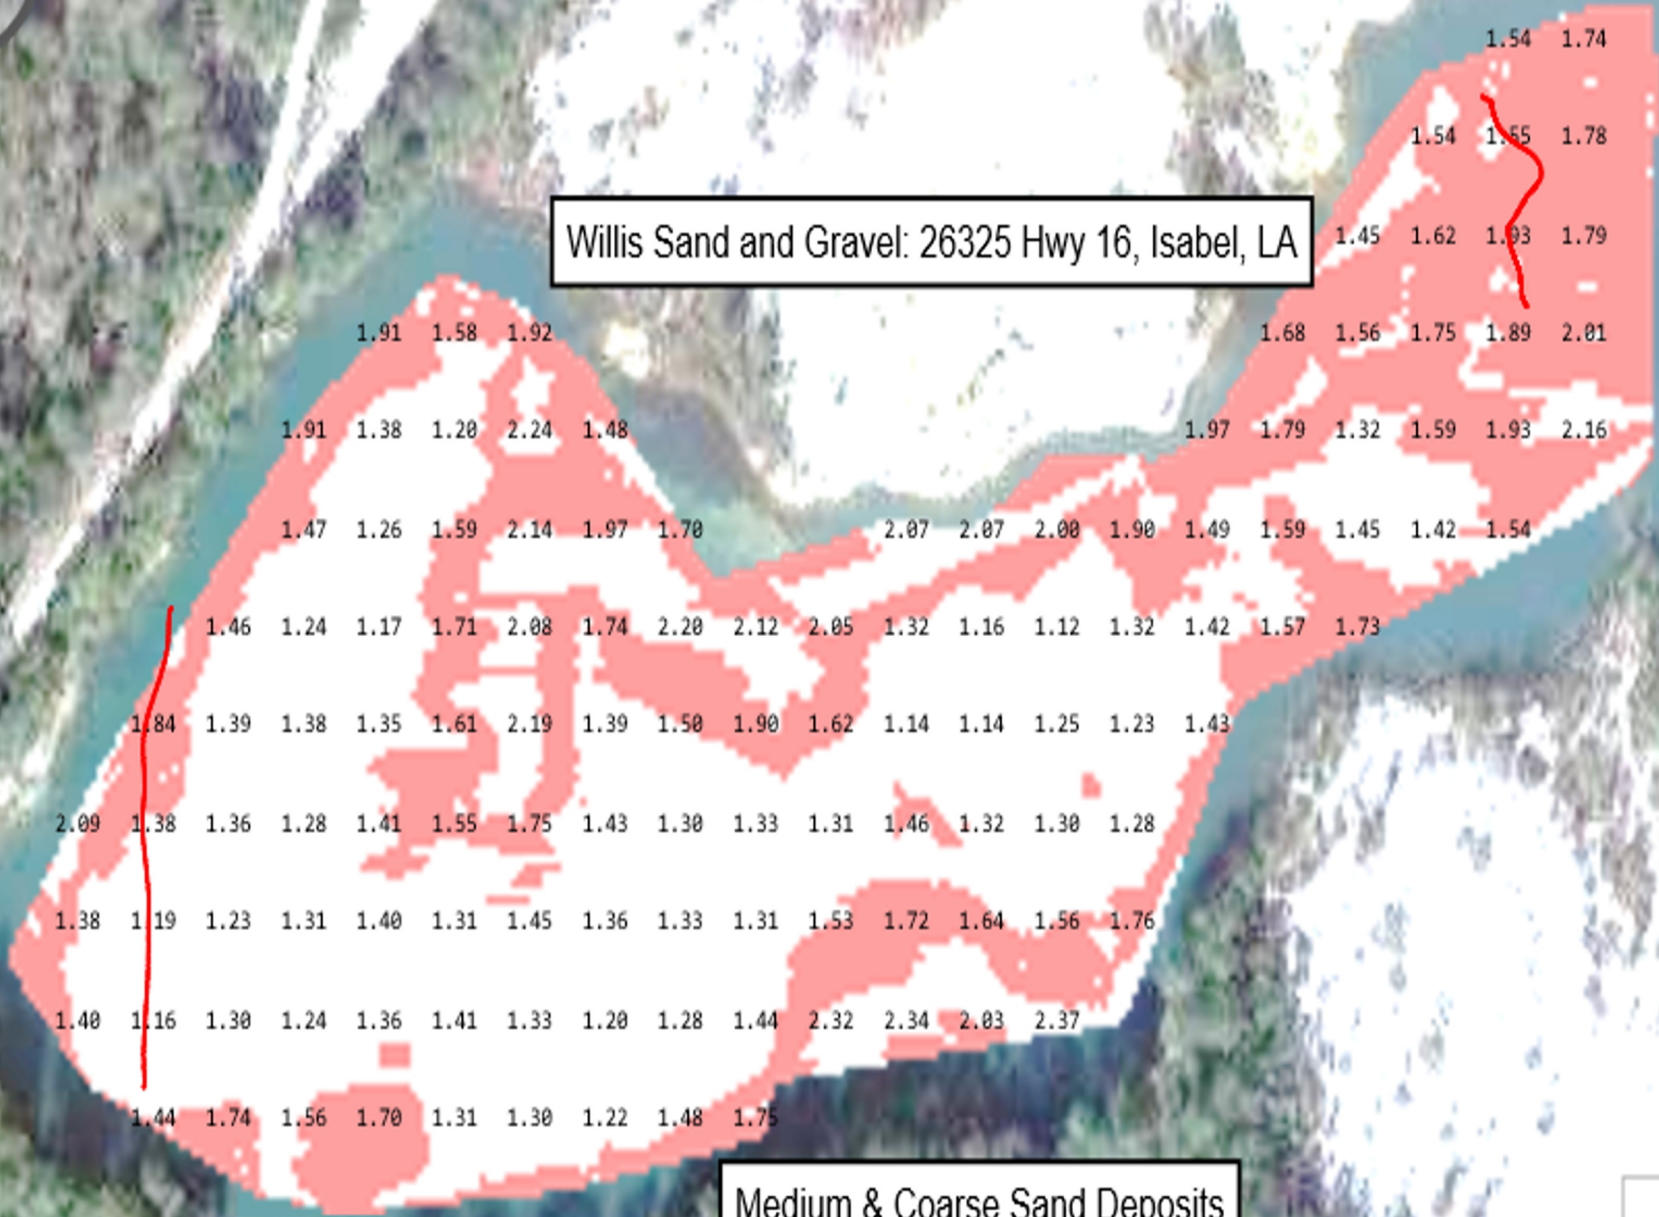 1.54 1.74
1.54 1.55 1.78
Willis Sand and Gravel: 26325 Hwy 16, Isabel, LA
1.45 1.62 1.93 1.79
1.91 1.58 1.92 1.68 1.56 1.75 1.89 2.01
1.91 1.38 1.20 2.24 1.48 1.97 1.79 1.32 1.59 1.93 2.16
1.47 1.26 1.59 2.14 1.97 1.70 2.07 2.07 2.00 1.90 1.49 1.59 1.45 1.42 1.54
1.46 1.24 1.17 1.71 2.08 1.74 2.20 2.12 2.05 1.32 1.16 1.12 1.32 1.42 1.57 1.73
1.84 1.39 1.38 1.35 1.61 2.19 1.39 1.50 1.90 1.62 1.14 1.14 1.25 1.23 1.43
2.09 1.38 1.36 1.28 1.41 1.55 1.75 1.43 1.30 1.33 1.31 1.46 1.32 1.30 1.28
1.38 1.19 1.23 1.31 1.40 1.31 1.45 1.36 1.33 1.31 1.53 1.72 1.64 1.56 1.76
1.40 1.16 1.30 1.24 1.36 1.41 1.33 1.20 1.28 1.44 2.32 2.34 2.03 2.37
1.44 1.74 1.56 1.70 1.31 1.30 1.22 1.48 1.75
Medium & Coarse Sand Deposits